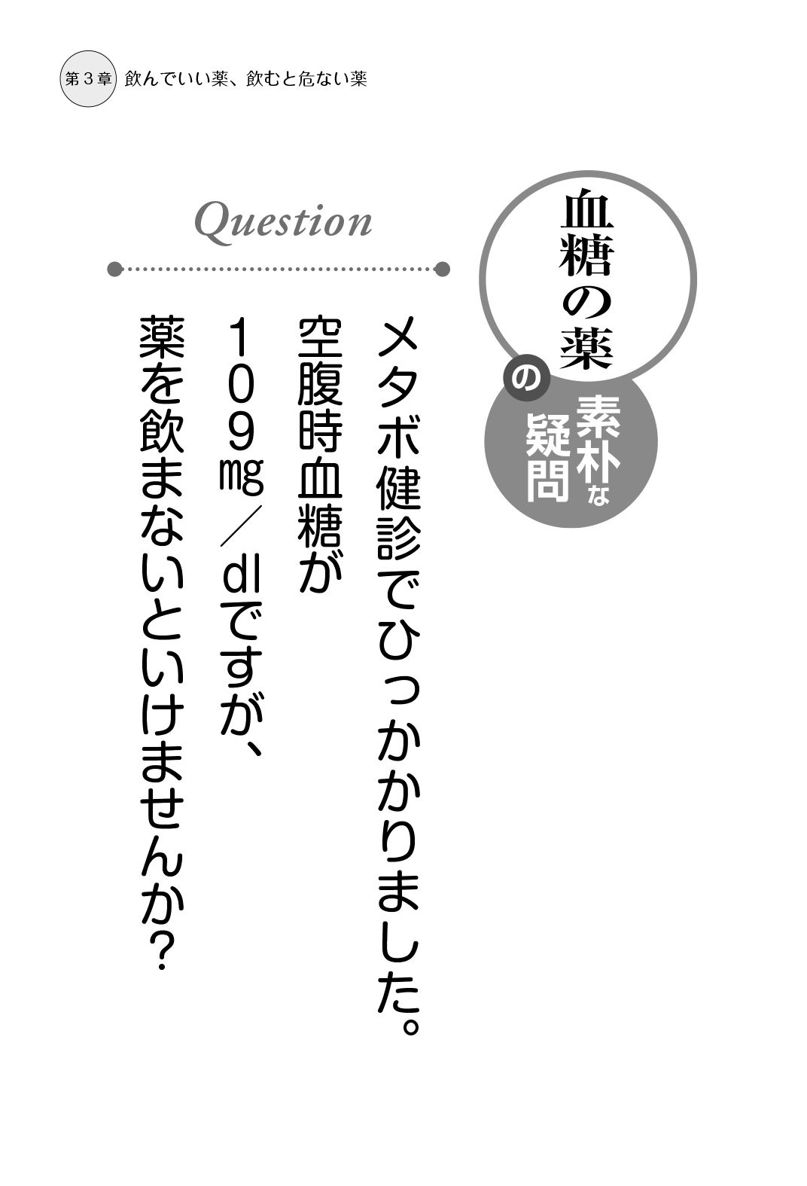 第3章 飲んでいい薬、飲むと危ない薬
血糖の薬
の
素朴な
疑問
Question
メタボ健診でひっかかりました。
空腹時血糖が
109㎎／dlですが、
薬を飲まないといけませんか？